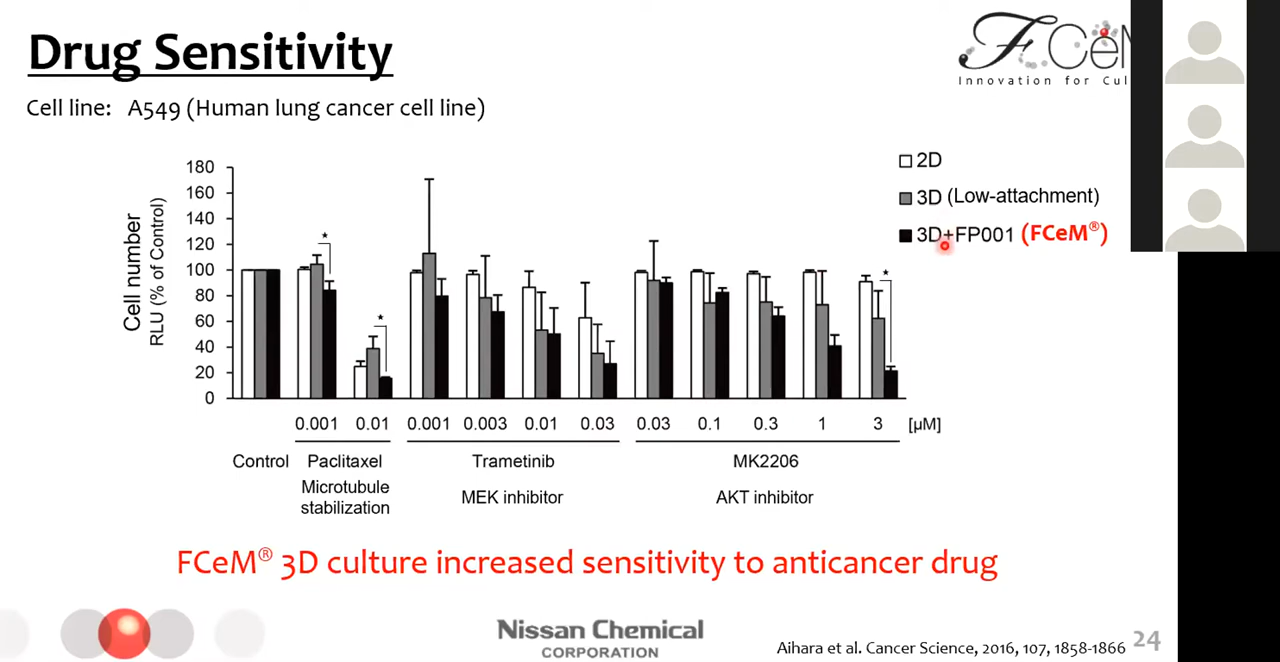 Drug Sensitivity
FCeM
Innovation for Cul
Cell line: A549 (Human lung cancer cell line)
2D
3D (Low-attachment)
3D+FP001 (FCeM®)
Cell number
RLU (% of Control)
180
160
140
120
100
80
60
40
20
0
★
★
★
0.001 0.01 0.001 0.003 0.01 0.03 0.03 0.1 0.3 1 3 [µM]
Control Paclitaxel Trametinib MK2206
Microtubule
stabilization
MEK inhibitor
AKT inhibitor
FCeM® 3D culture increased sensitivity to anticancer drug
Nissan Chemical
CORPORATION
Aihara et al. Cancer Science, 2016, 107, 1858-1866
24